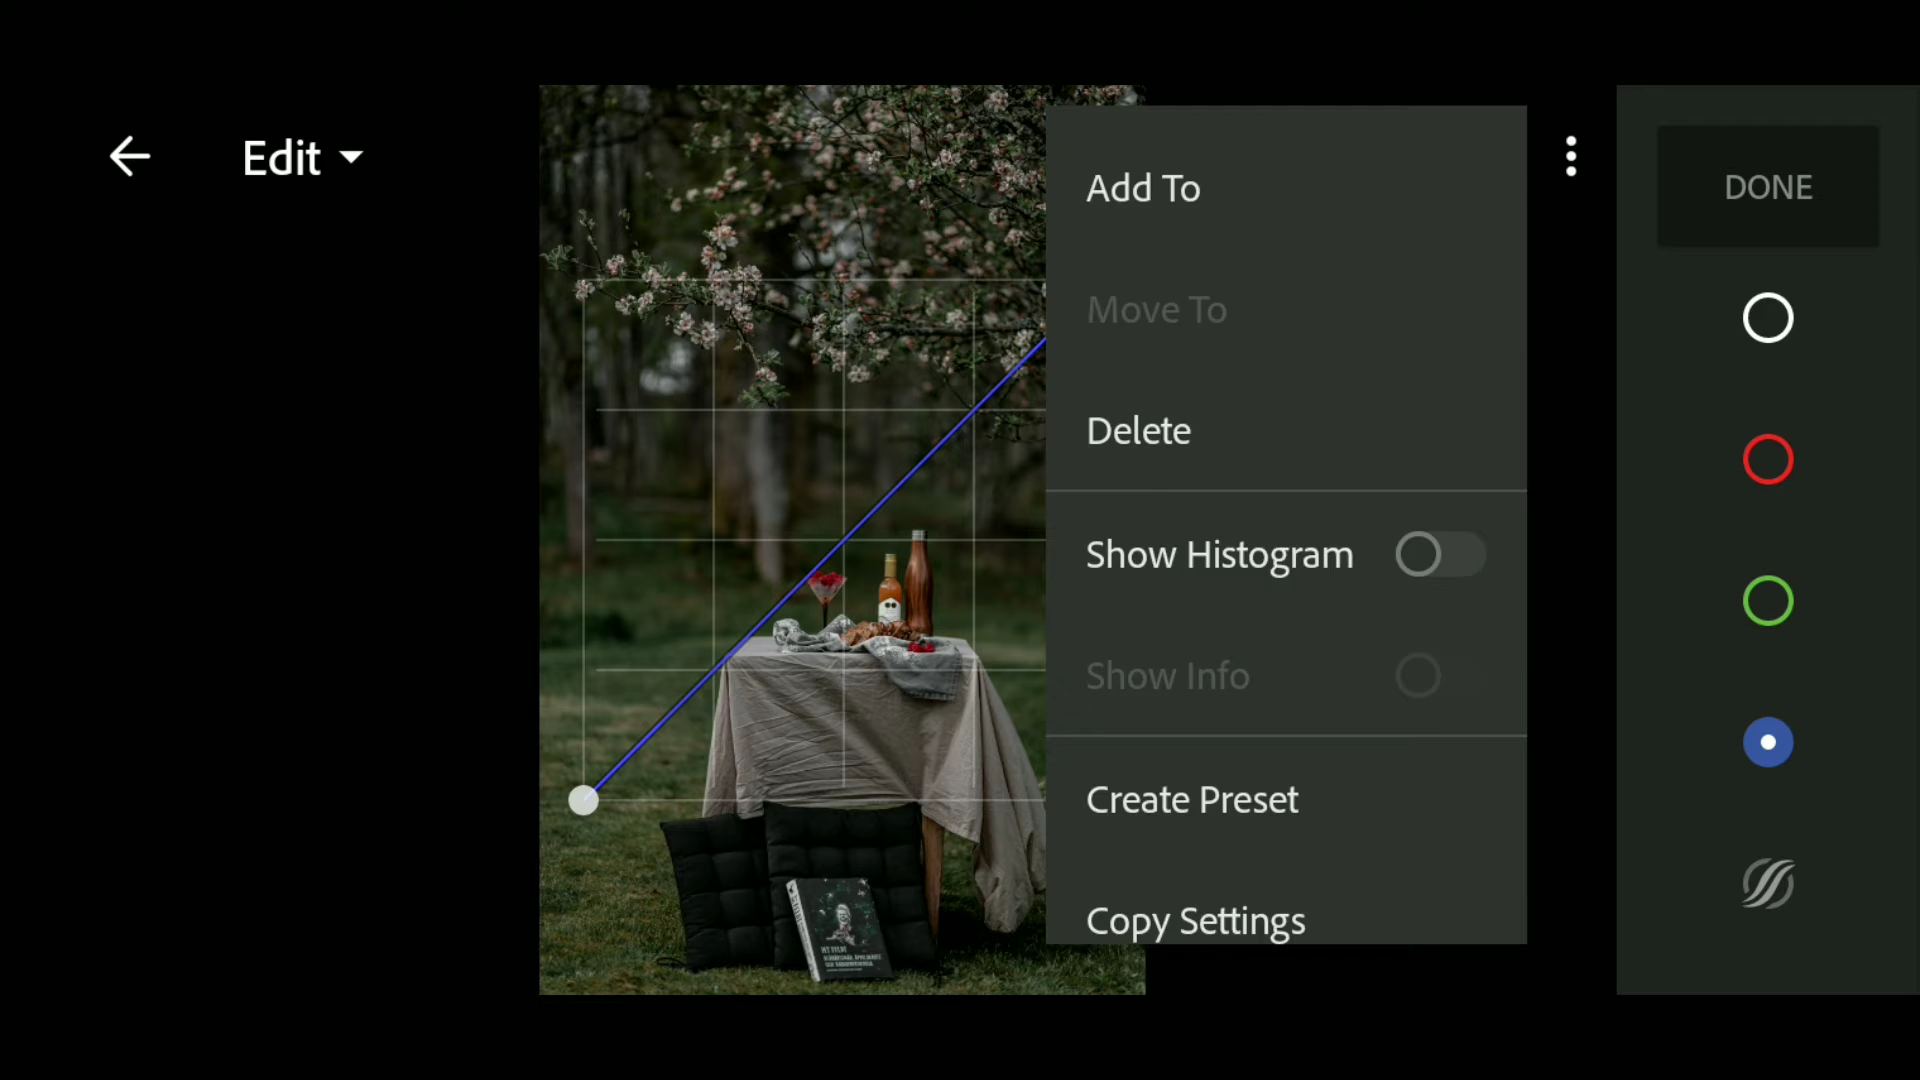 Edit
Add To
Move To
Delete
Show Histogram
Show Info
Create Preset
Copy Settings
DONE